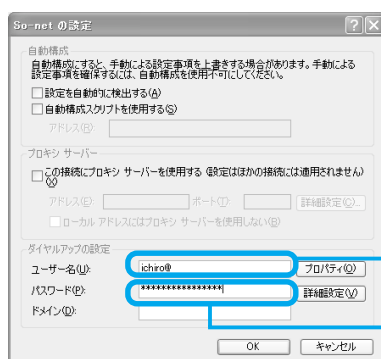 So-net の設定
自動構成
自動構成にすると、手動による設定事項を上書きする場合があります。手動による
設定事項を確保するには、自動構成を使用不可にしてください。
設定を自動的に検出する(A)
自動構成スクリプトを使用する(S)
アドレス(R)
プロキシ サーバー
この接続にプロキシ サーバーを使用する (設定はほかの接続には適用されません)
(X)
アドレス(E)
ポート(T)
詳細設定(C)...
ローカル アドレスにはプロキシ サーバーを使用しない(B)
ダイヤルアップの設定
ユーザー名(U):
ichiro@
プロパティ(O)
パスワード(P):
****************
詳細設定(V)
ドメイン(D):
OK
キャンセル